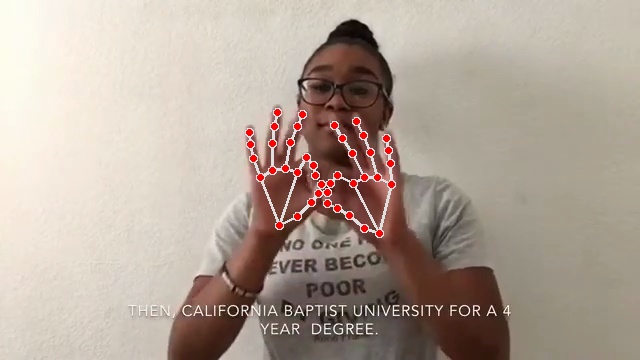 NO ONE
EVER BECO
POOR
THEN, CALIFORNIA BAPTIST UNIVERSITY FOR A 4
YEAR DEGREE.